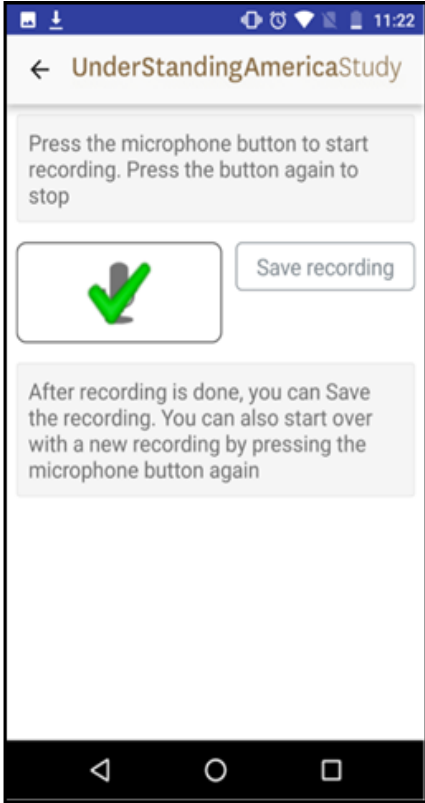 11:22
UnderStandingAmericaStudy
Press the microphone button to start
recording. Press the button again to
stop
Save recording
After recording is done, you can Save
the recording. You can also start over
with a new recording by pressing the
microphone button again